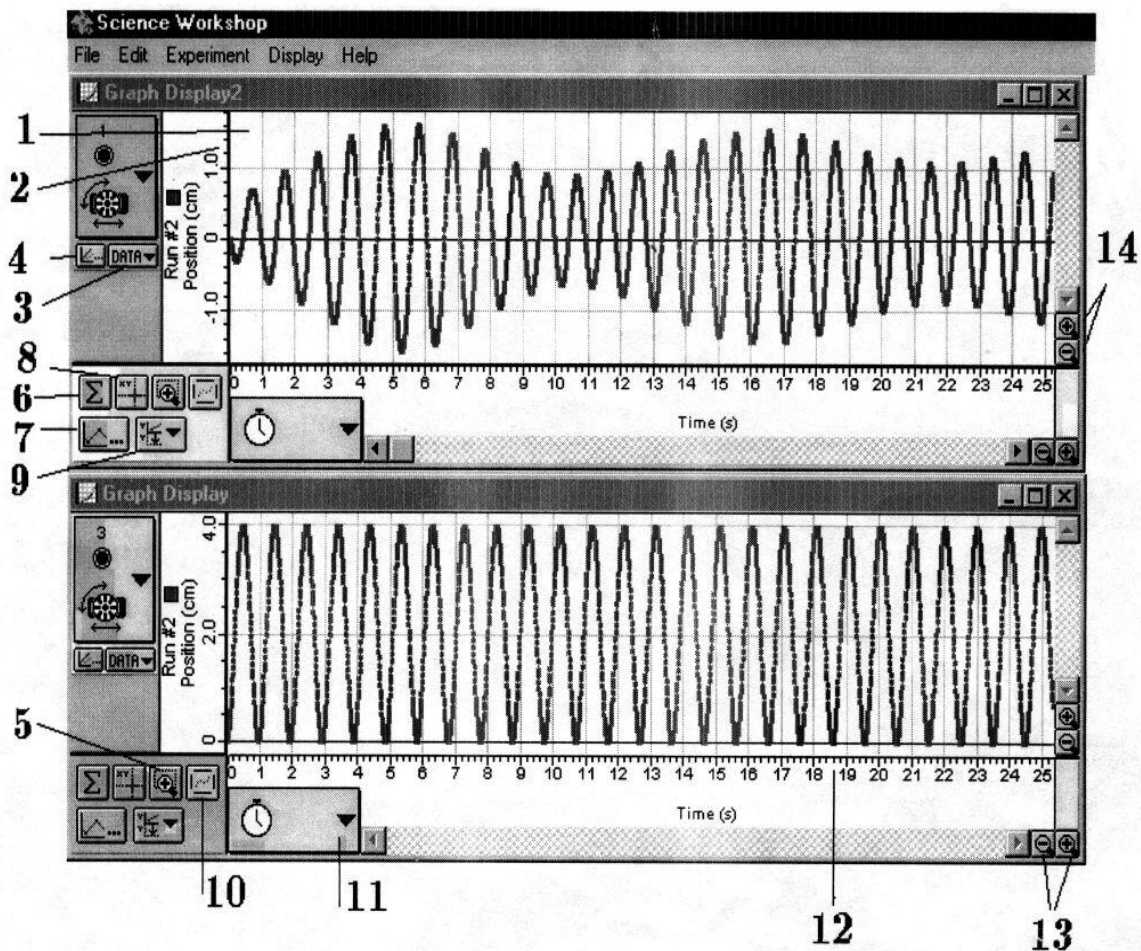 Science Workshop
File Edit Experiment Display Help
Graph Display2
1
2
4
3
8
6
7
9
14
1
DATA
Run #2
Position (cm)
1.0
0
-1.0
Σ
XY
0 1 2 3 4 5 6 7 8 9 10 11 12 13 14 15 16 17 18 19 20 21 22 23 24 25
Time (s)
Graph Display
3
DATA
Run #2
Position (cm)
4.0
2.0
0
5
Σ
XY
0 1 2 3 4 5 6 7 8 9 10 11 12 13 14 15 16 17 18 19 20 21 22 23 24 25
Time (s)
10
11
12
13